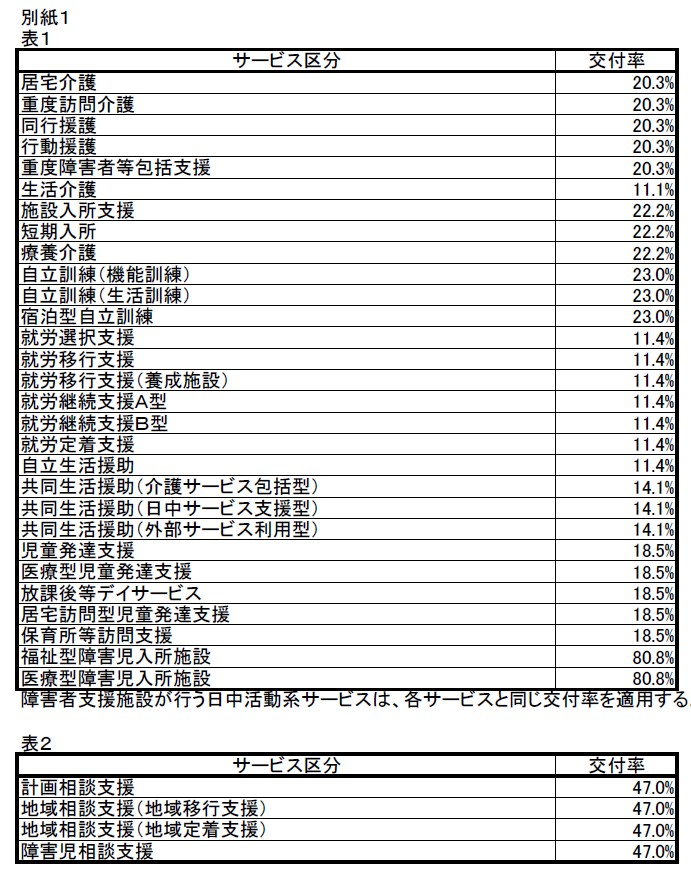 別紙1
表1
サービス区分 交付率
居宅介護 20.3%
重度訪問介護 20.3%
同行援護 20.3%
行動援護 20.3%
重度障害者等包括支援 20.3%
生活介護 11.1%
施設入所支援 22.2%
短期入所 22.2%
療養介護 22.2%
自立訓練(機能訓練) 23.0%
自立訓練(生活訓練) 23.0%
宿泊型自立訓練 23.0%
就労選択支援 11.4%
就労移行支援 11.4%
就労移行支援(養成施設) 11.4%
就労継続支援A型 11.4%
就労継続支援B型 11.4%
就労定着支援 11.4%
自立生活援助 11.4%
共同生活援助(介護サービス包括型) 14.1%
共同生活援助(日中サービス支援型) 14.1%
共同生活援助(外部サービス利用型) 14.1%
児童発達支援 18.5%
医療型児童発達支援 18.5%
放課後等デイサービス 18.5%
居宅訪問型児童発達支援 18.5%
保育所等訪問支援 18.5%
福祉型障害児入所施設 80.8%
医療型障害児入所施設 80.8%
障害者支援施設が行う日中活動系サービスは、各サービスと同じ交付率を適用する。
表2
サービス区分 交付率
計画相談支援 47.0%
地域相談支援(地域移行支援) 47.0%
地域相談支援(地域定着支援) 47.0%
障害児相談支援 47.0%